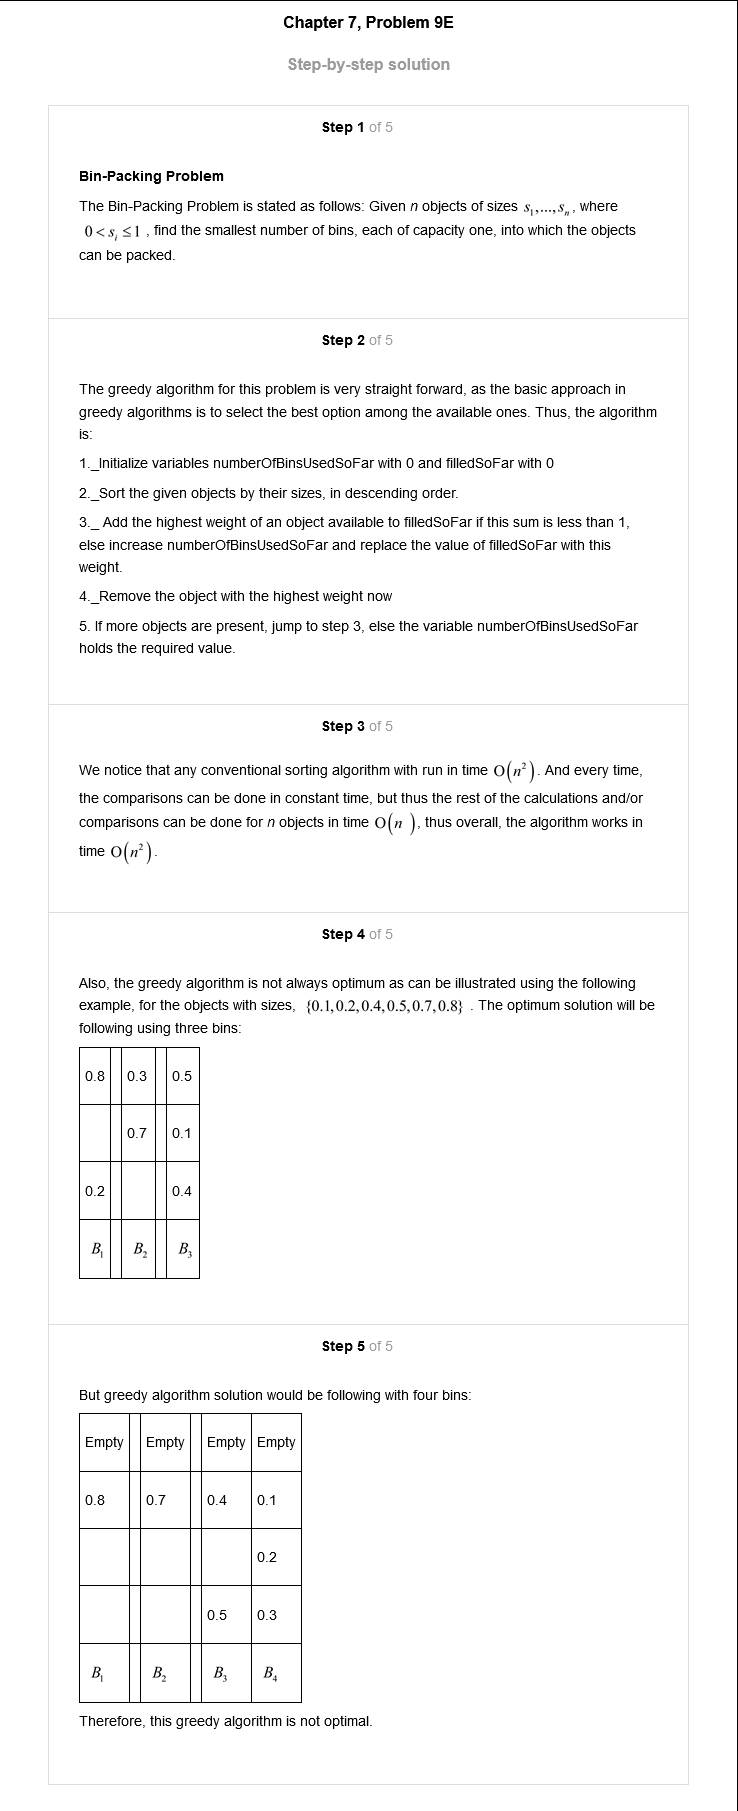 Chapter 7, Problem 9E
Step-by-step solution
Step 1 of 5
Bin-Packing Problem
The Bin-Packing Problem is stated as follows: Given n objects of sizes s₁,...,sₙ, where
0 < sᵢ ≤ 1 , find the smallest number of bins, each of capacity one, into which the objects
can be packed.
Step 2 of 5
The greedy algorithm for this problem is very straight forward, as the basic approach in
greedy algorithms is to select the best option among the available ones. Thus, the algorithm
is:
1._Initialize variables numberOfBinsUsedSoFar with 0 and filledSoFar with 0
2._Sort the given objects by their sizes, in descending order.
3._ Add the highest weight of an object available to filledSoFar if this sum is less than 1,
else increase numberOfBinsUsedSoFar and replace the value of filledSoFar with this
weight.
4._Remove the object with the highest weight now
5. If more objects are present, jump to step 3, else the variable numberOfBinsUsedSoFar
holds the required value.
Step 3 of 5
We notice that any conventional sorting algorithm with run in time O(n²). And every time,
the comparisons can be done in constant time, but thus the rest of the calculations and/or
comparisons can be done for n objects in time O(n ), thus overall, the algorithm works in
time O(n²).
Step 4 of 5
Also, the greedy algorithm is not always optimum as can be illustrated using the following
example, for the objects with sizes, {0.1,0.2,0.4,0.5,0.7,0.8} . The optimum solution will be
following using three bins:
0.8 0.3 0.5
0.7 0.1
0.2 0.4
B₁ B₂ B₃
Step 5 of 5
But greedy algorithm solution would be following with four bins:
Empty Empty Empty Empty
0.8 0.7 0.4 0.1
0.2
0.5 0.3
B₁ B₂ B₃ B₄
Therefore, this greedy algorithm is not optimal.